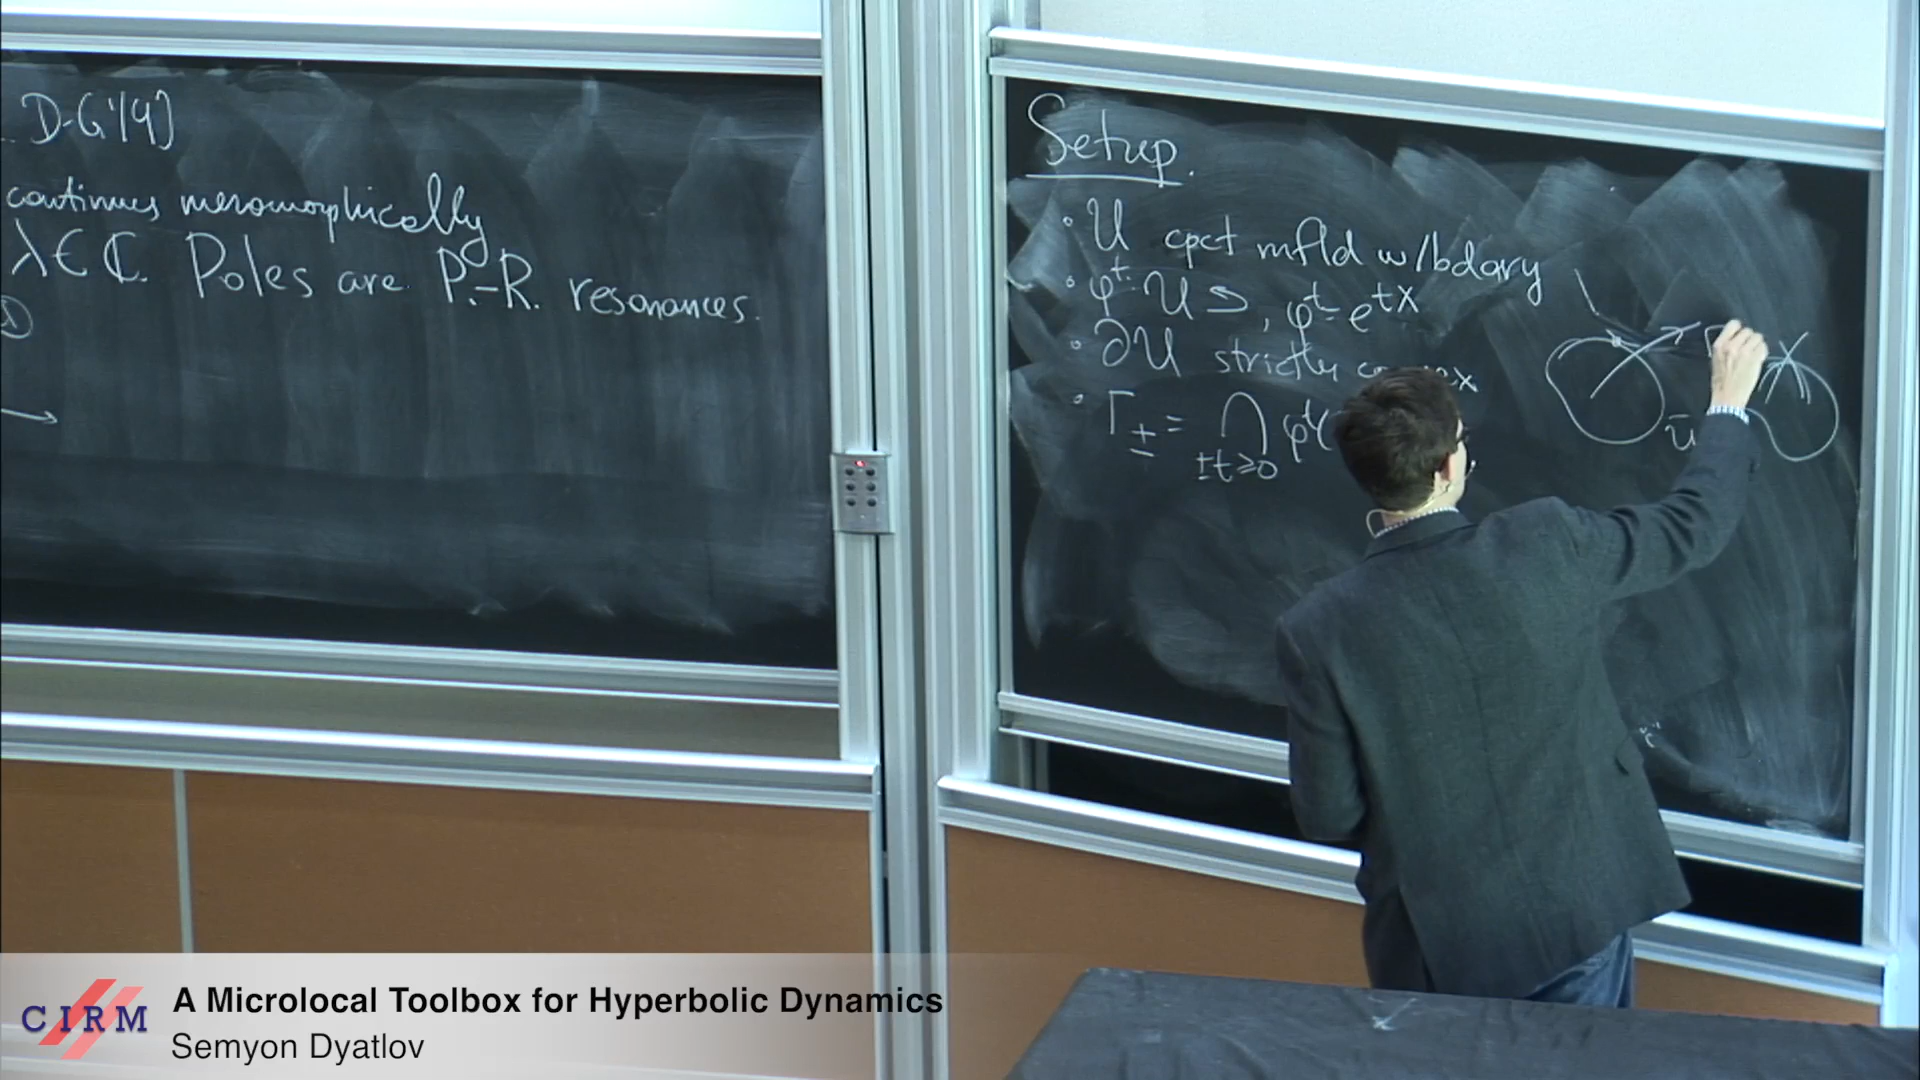 D-G '14]
continues meromorphically
λ∈ℂ. Poles are P.-R. resonances.
Setup.
• U cpct mfld w/bdary
• φᵗ: U ↺, φᵗ = e^{tX}
• ∂U strictly
• Γ± = ⋂_{±t≥0} φᵗ(
U
CIRM
A Microlocal Toolbox for Hyperbolic Dynamics
Semyon Dyatlov